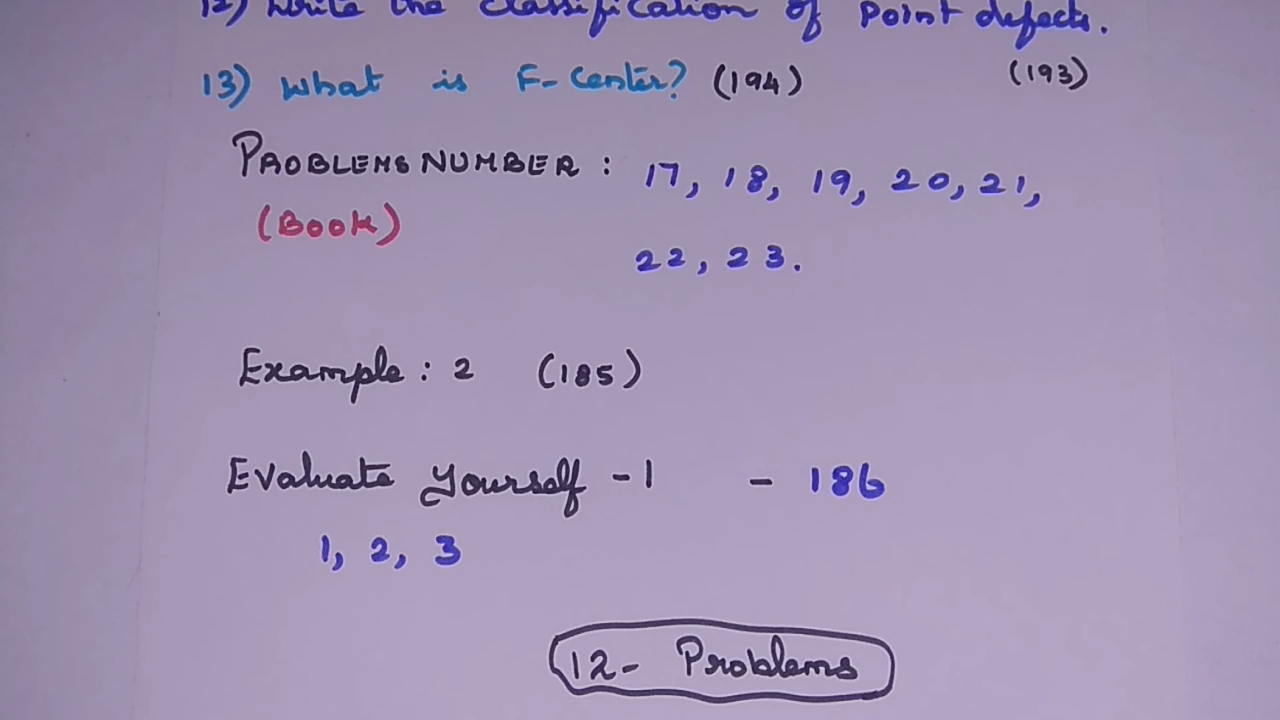 12) Write the classification of Point defects.
13) What is F-Center? (194) (193)
PROBLEMS NUMBER : 17, 18, 19, 20, 21,
(Book)
22, 23.
Example : 2 (185)
Evaluate yourself -1 - 186
1, 2, 3
12- Problems